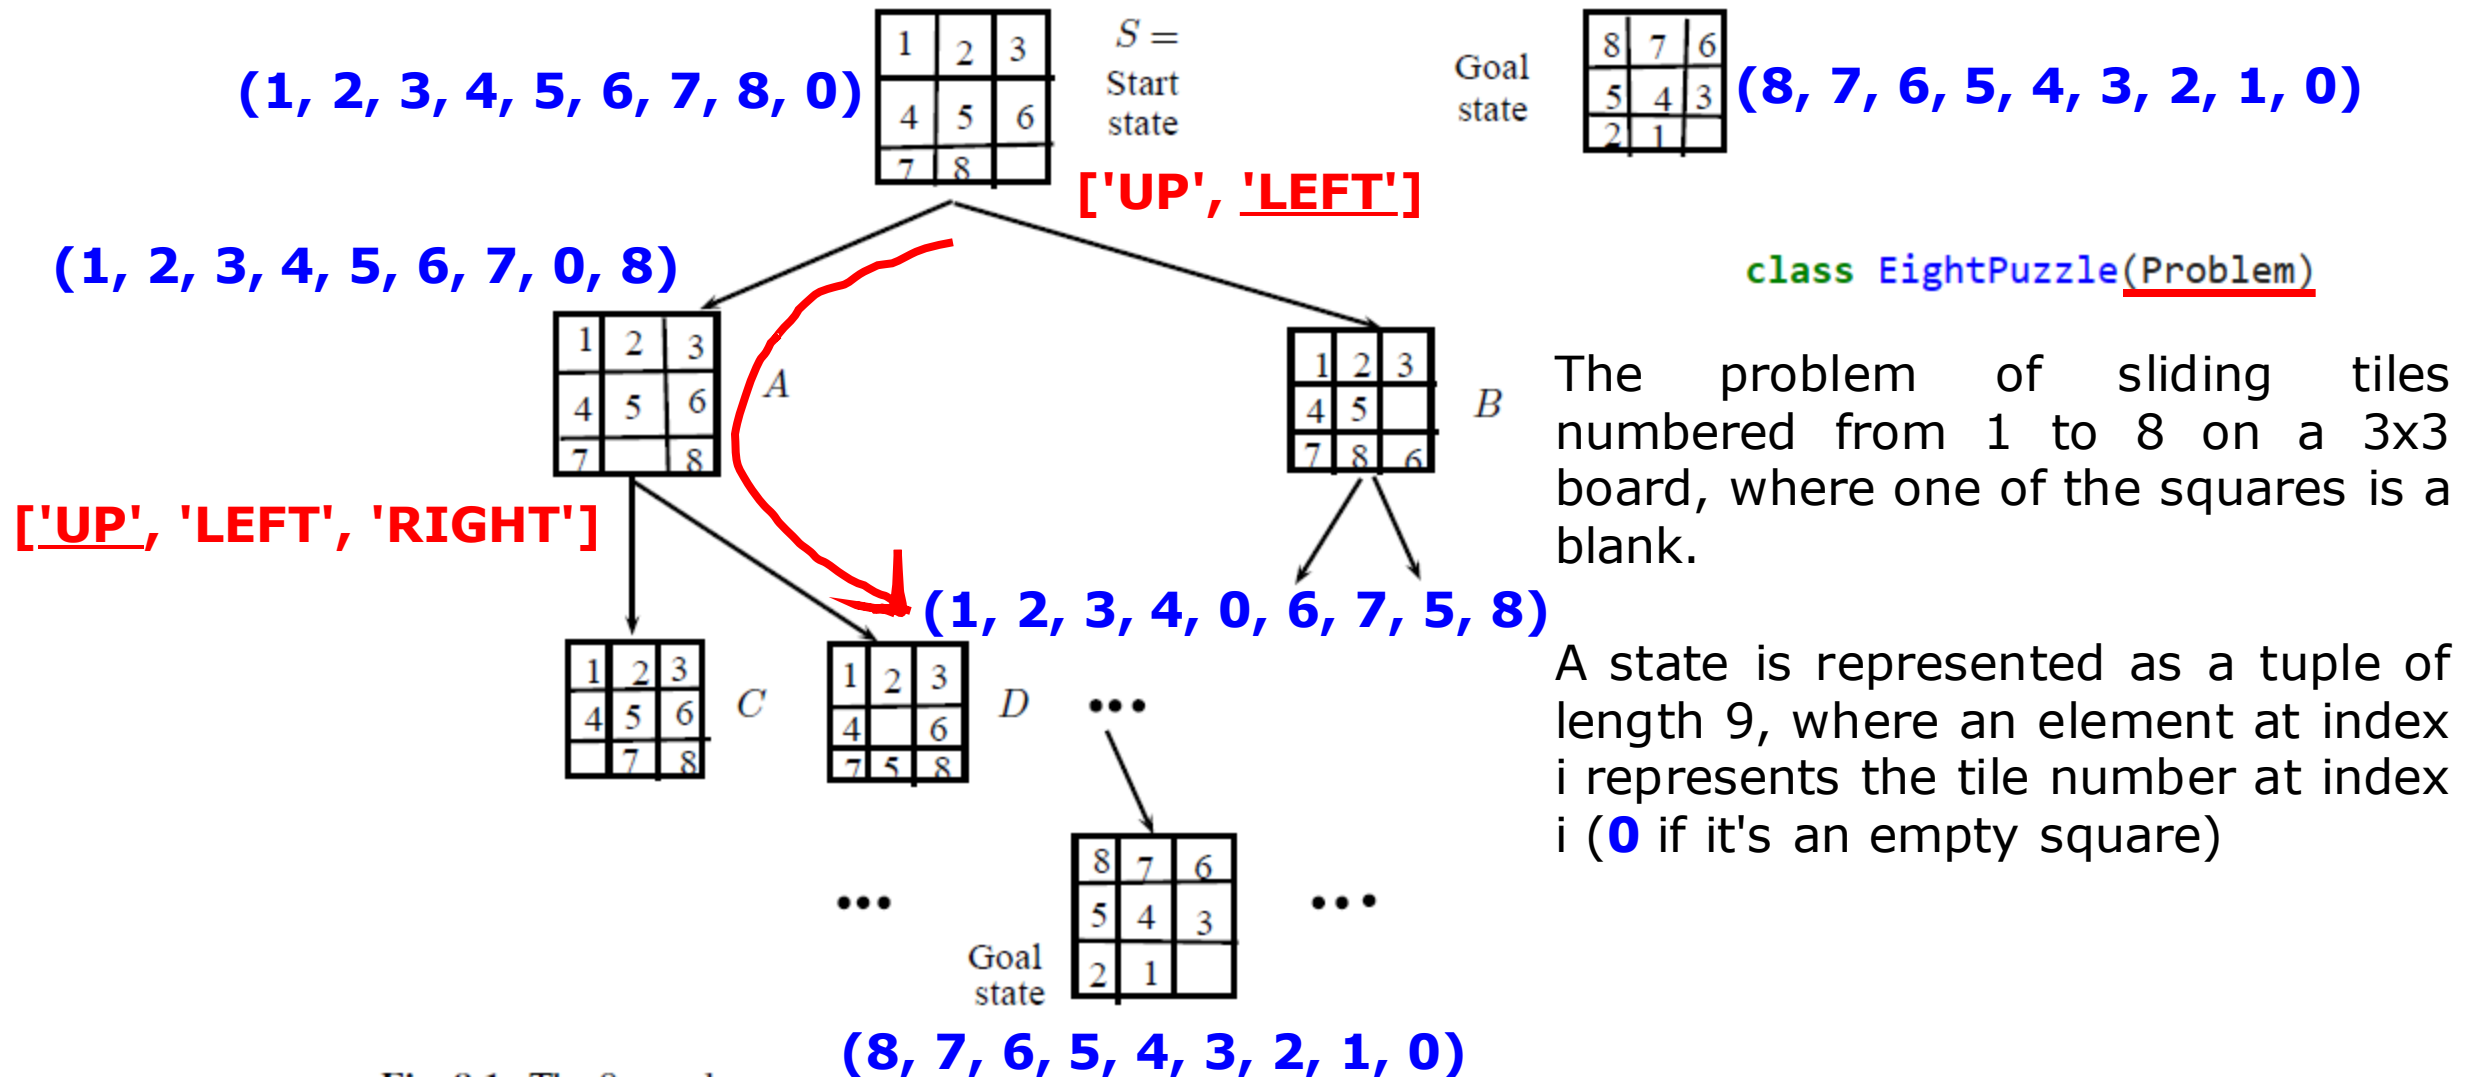 1 2 3
4 5 6
7 8
S =
Start
state
(1, 2, 3, 4, 5, 6, 7, 8, 0)
Goal
state
8 7 6
5 4 3
2 1
(8, 7, 6, 5, 4, 3, 2, 1, 0)
['UP', 'LEFT']
(1, 2, 3, 4, 5, 6, 7, 0, 8)
class EightPuzzle(Problem)
1 2 3
4 5 6
7 8
A
1 2 3
4 5
7 8 6
B
The problem of sliding tiles
numbered from 1 to 8 on a 3x3
board, where one of the squares is a
blank.
['UP', 'LEFT', 'RIGHT']
(1, 2, 3, 4, 0, 6, 7, 5, 8)
1 2 3
4 5 6
7 8
C
1 2 3
4 6
7 5 8
D
•••
A state is represented as a tuple of
length 9, where an element at index
i represents the tile number at index
i (0 if it's an empty square)
•••
8 7 6
5 4 3
2 1
•••
Goal
state
(8, 7, 6, 5, 4, 3, 2, 1, 0)